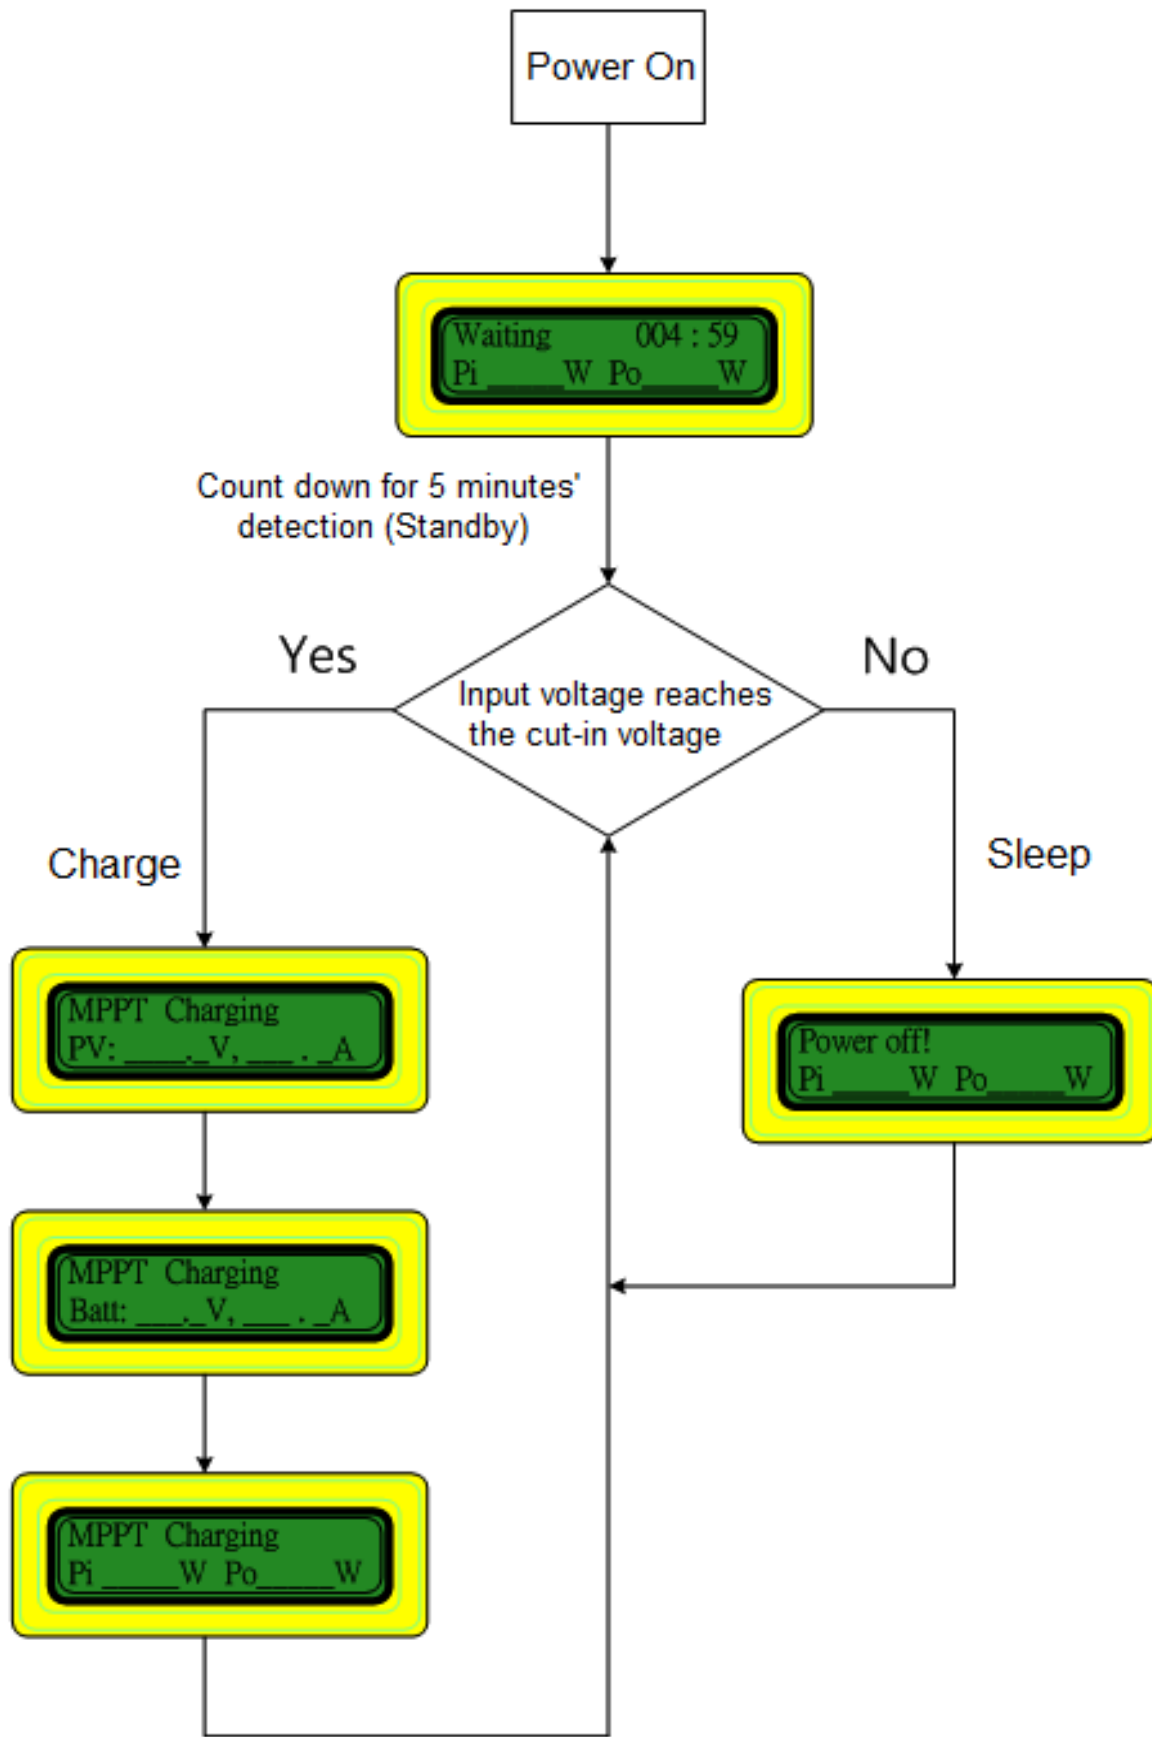 Power On
Waiting 004 : 59
Pi _____W Po_____W
Count down for 5 minutes'
detection (Standby)
Yes
No
Input voltage reaches
the cut-in voltage
Charge
Sleep
MPPT Charging
PV: ____._V, ___ . _A
Power off!
Pi _____W Po_____W
MPPT Charging
Batt: ___._V, ___ . _A
MPPT Charging
Pi _____W Po_____W